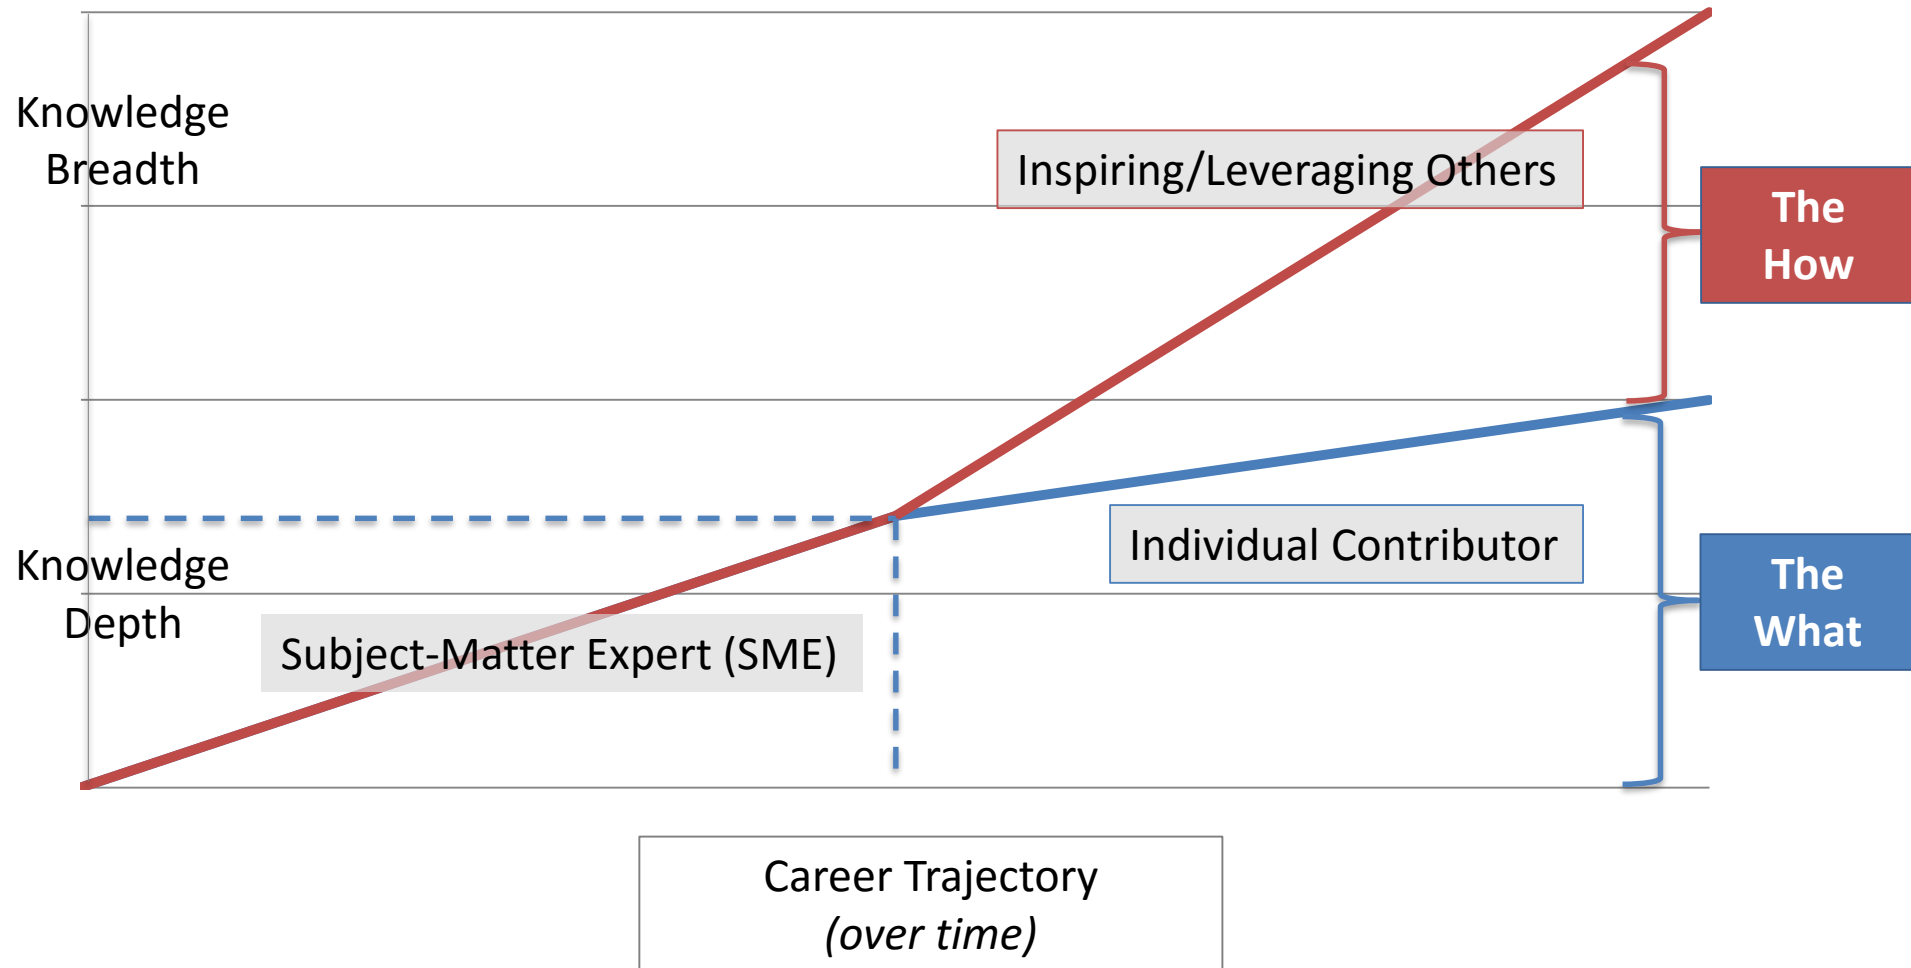 Knowledge
Breadth
Inspiring/Leveraging Others
The
How
Knowledge
Depth
Individual Contributor
The
What
Subject-Matter Expert (SME)
Career Trajectory
(over time)